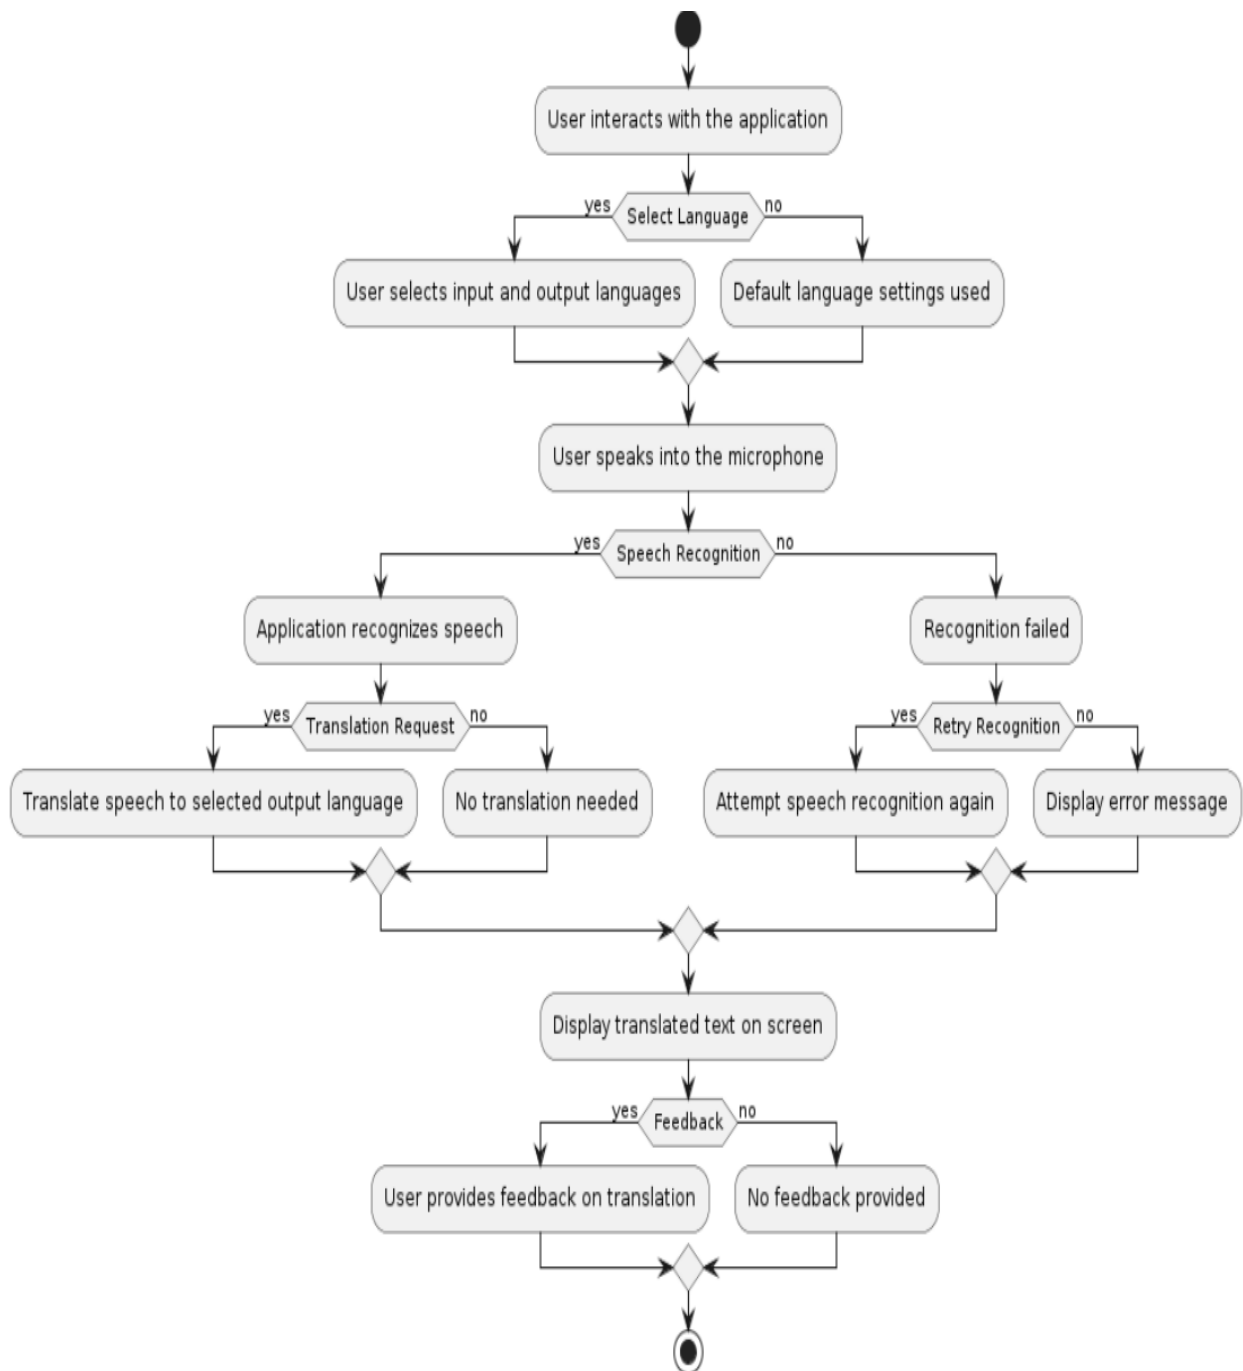 User interacts with the application
yes
Select Language
no
User selects input and output languages
Default language settings used
User speaks into the microphone
yes
Speech Recognition
no
Application recognizes speech
Recognition failed
yes
Translation Request
no
yes
Retry Recognition
no
Translate speech to selected output language
No translation needed
Attempt speech recognition again
Display error message
Display translated text on screen
yes
Feedback
no
User provides feedback on translation
No feedback provided